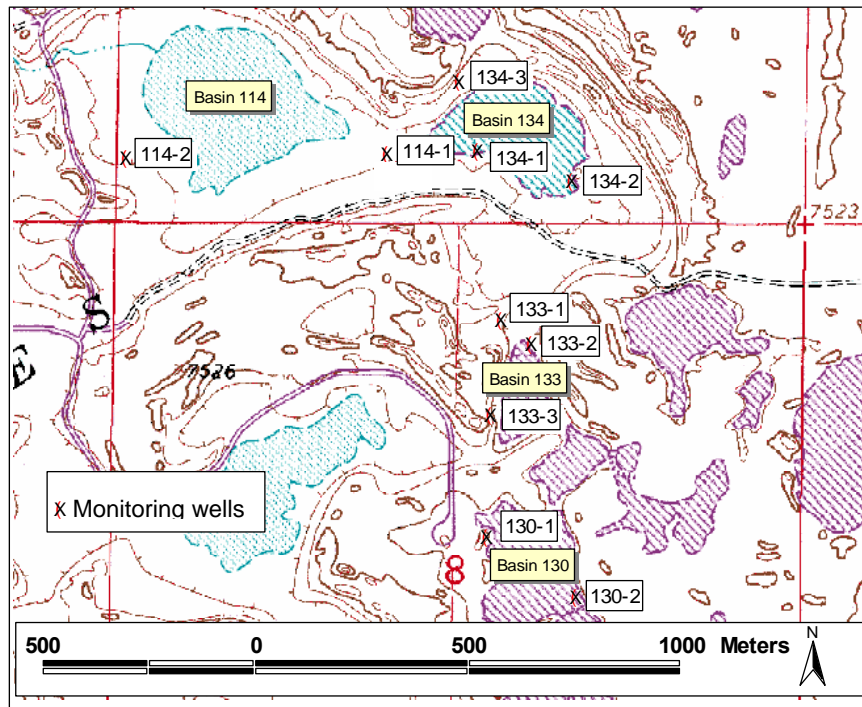 134-3
Basin 114
Basin 134
114-2
114-1
134-1
134-2
7523
S
133-1
133-2
E
7526
Basin 133
133-3
Monitoring wells
130-1
Basin 130
8
130-2
500 0 500 1000 Meters
N